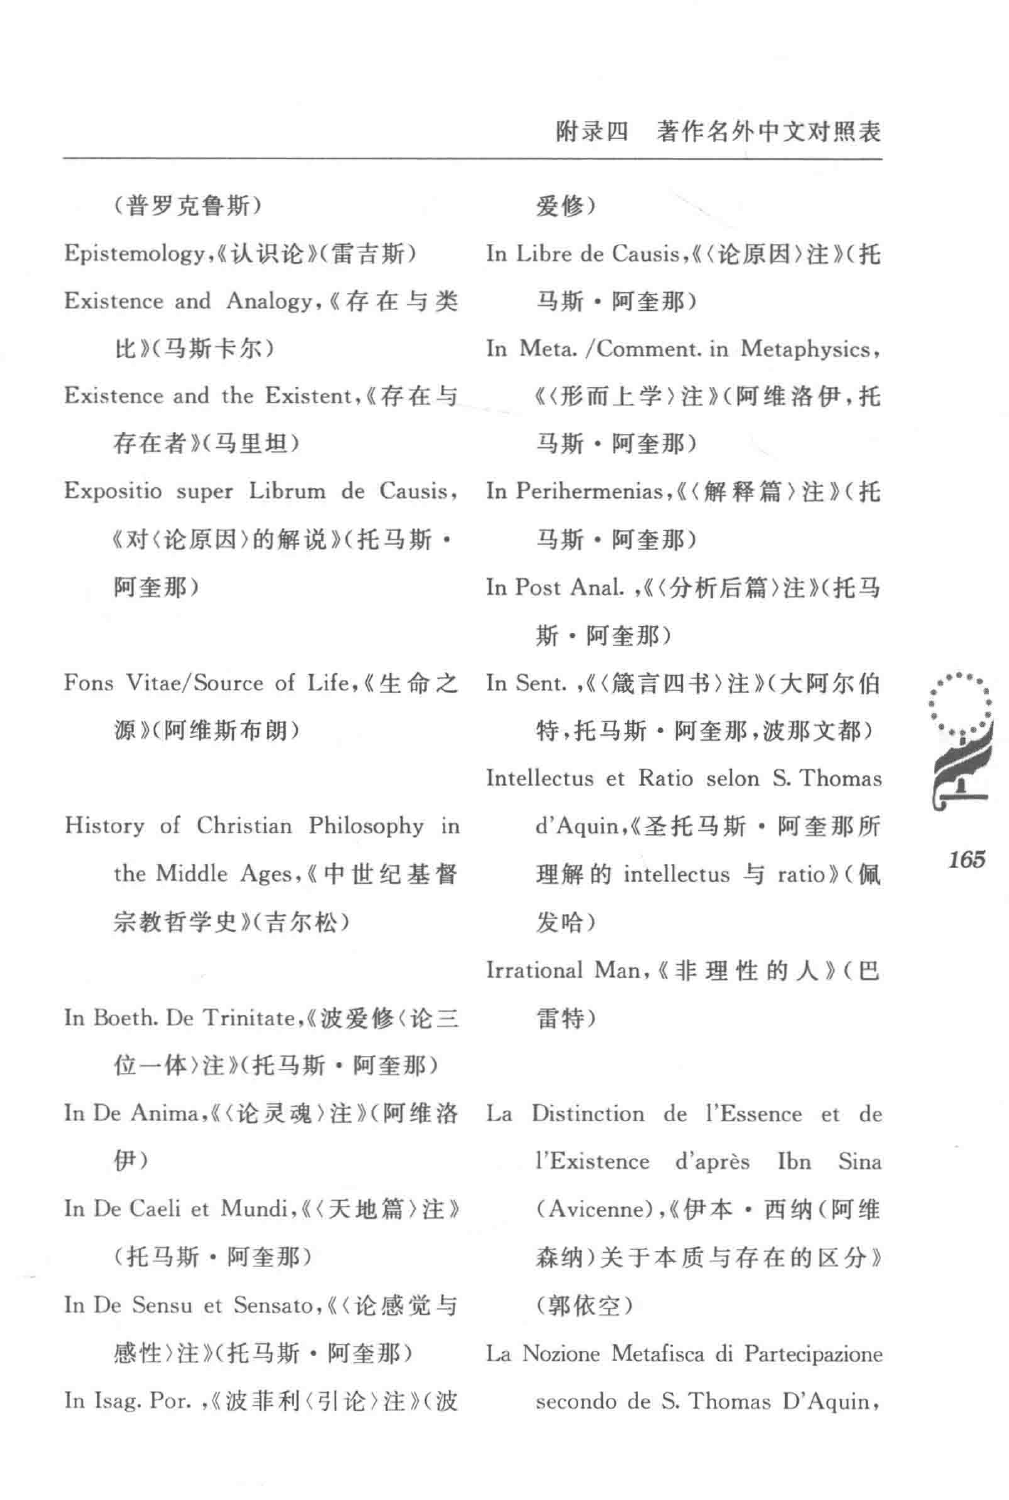 附录四 著作名外中文对照表
（普罗克鲁斯）
Epistemology,《认识论》(雷吉斯)
Existence and Analogy,《存在与类
比》(马斯卡尔)
Existence and the Existent,《存在与
存在者》(马里坦)
Expositio super Librum de Causis,
《对〈论原因〉的解说》(托马斯·
阿奎那)
Fons Vitae/Source of Life,《生命之
源》(阿维斯布朗)
History of Christian Philosophy in
the Middle Ages,《中世纪基督
宗教哲学史》(吉尔松)
In Boeth. De Trinitate,《波爱修〈论三
位一体〉注》(托马斯·阿奎那)
In De Anima,《〈论灵魂〉注》(阿维洛
伊)
In De Caeli et Mundi,《〈天地篇〉注》
(托马斯·阿奎那)
In De Sensu et Sensato,《〈论感觉与
感性〉注》(托马斯·阿奎那)
In Isag. Por. ,《波菲利〈引论〉注》(波
爱修)
In Libre de Causis,《〈论原因〉注》(托
马斯·阿奎那)
In Meta. /Comment. in Metaphysics,
《〈形而上学〉注》(阿维洛伊,托
马斯·阿奎那)
In Perihermenias,《〈解释篇〉注》(托
马斯·阿奎那)
In Post Anal. ,《〈分析后篇〉注》(托马
斯·阿奎那)
In Sent. ,《〈箴言四书〉注》(大阿尔伯
特,托马斯·阿奎那,波那文都)
Intellectus et Ratio selon S. Thomas
d'Aquin,《圣托马斯·阿奎那所
理解的 intellectus 与 ratio》(佩
发哈)
Irrational Man,《非理性的人》(巴
雷特)
La Distinction de l'Essence et de
l'Existence d'après Ibn Sina
(Avicenne),《伊本·西纳(阿维
森纳)关于本质与存在的区分》
(郭依空)
La Nozione Metafisca di Partecipazione
secondo de S. Thomas D'Aquin,
165